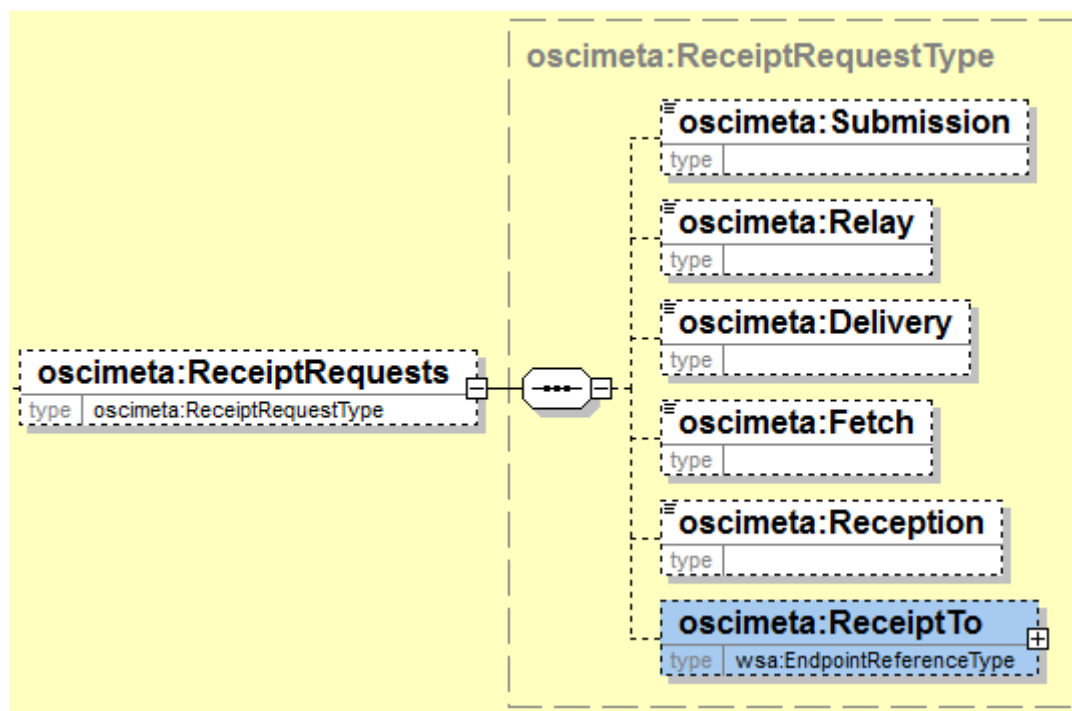 oscimeta:ReceiptRequestType
oscimeta:Submission
type
oscimeta:Relay
type
oscimeta:Delivery
type
oscimeta:ReceiptRequests
type oscimeta:ReceiptRequestType
oscimeta:Fetch
type
oscimeta:Reception
type
oscimeta:ReceiptTo
type wsa:EndpointReferenceType